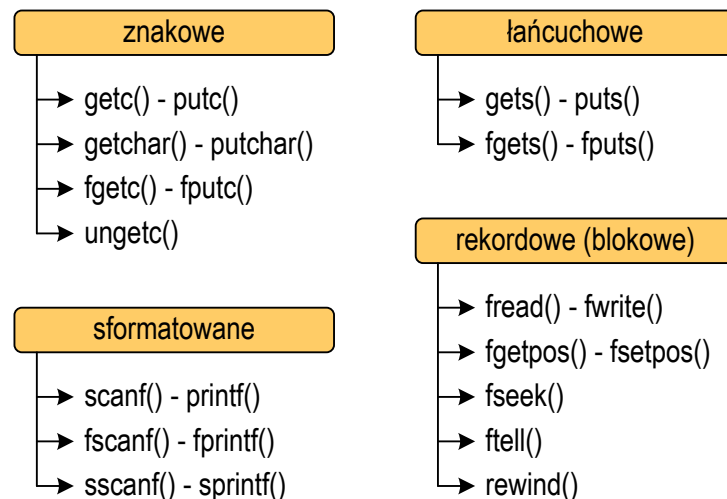 znakowe
getc() - putc()
getchar() - putchar()
fgetc() - fputc()
ungetc()
sformatowane
scanf() - printf()
fscanf() - fprintf()
sscanf() - sprintf()
łańcuchowe
gets() - puts()
fgets() - fputs()
rekordowe (blokowe)
fread() - fwrite()
fgetpos() - fsetpos()
fseek()
ftell()
rewind()